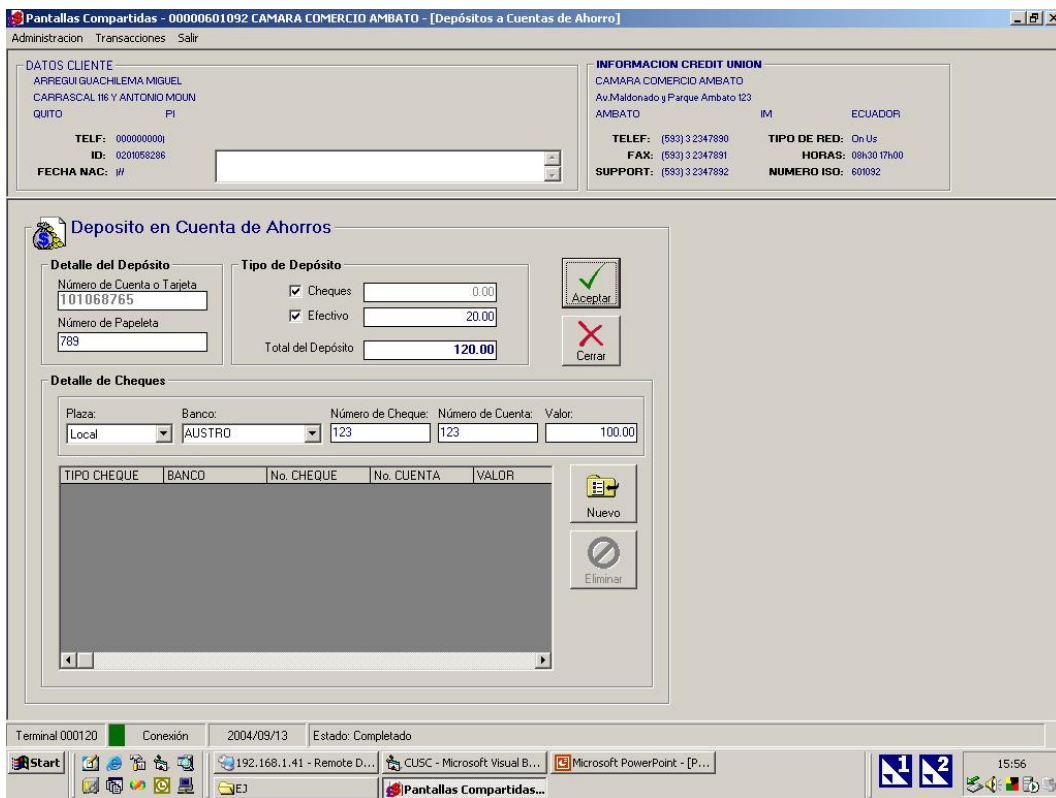 Pantallas Compartidas - 00000601092 CAMARA COMERCIO AMBATO - [Depósitos a Cuentas de Ahorro]
Administracion Transacciones Salir
DATOS CLIENTE
ARREGUI GUACHILEMA MIGUEL
CARRASCAL 116 Y ANTONIO MOUN
QUITO PI
TELF: 000000000
ID: 0201058286
FECHA NAC: //
INFORMACION CREDIT UNION
CAMARA COMERCIO AMBATO
Av.Maldonado y Parque Ambato 123
AMBATO IM ECUADOR
TELEF: (593) 3 2347890 TIPO DE RED: On Us
FAX: (593) 3 2347891 HORAS: 08h30 17h00
SUPPORT: (593) 3 2347892 NUMERO ISO: 601092
Deposito en Cuenta de Ahorros
Detalle del Depósito
Número de Cuenta o Tarjeta
101068765
Número de Papeleta
789
Tipo de Depósito
Cheques 0.00
Efectivo 20.00
Total del Depósito 120.00
Aceptar
Cerrar
Detalle de Cheques
Plaza: Banco: Número de Cheque: Número de Cuenta: Valor:
Local AUSTRO 123 123 100.00
TIPO CHEQUE BANCO No. CHEQUE No. CUENTA VALOR
Nuevo
Eliminar
Terminal 000120 Conexión 2004/09/13 Estado: Completado
Start 192.168.1.41 - Remote D... CUSC - Microsoft Visual B... Microsoft PowerPoint - [P... 1 2 15:56
EJ Pantallas Compartidas...